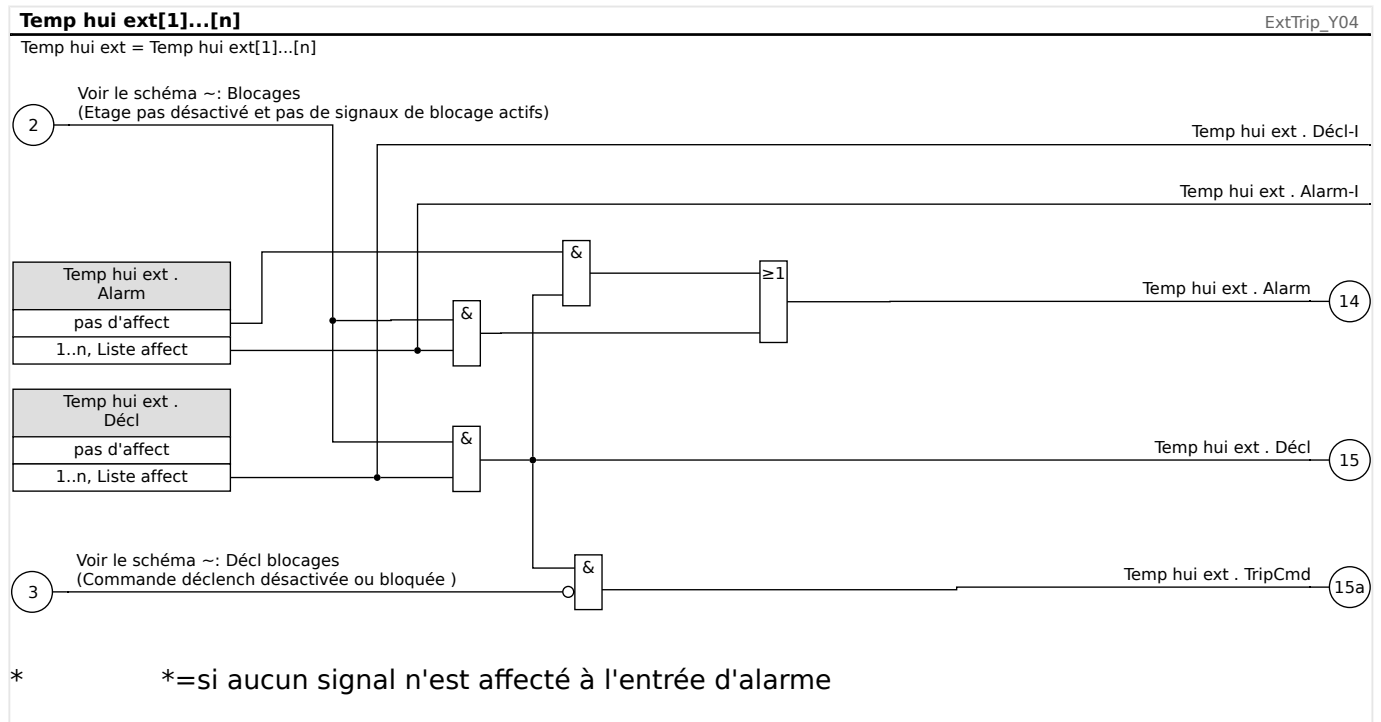 Temp hui ext[1]...[n]
ExtTrip_Y04
Temp hui ext = Temp hui ext[1]...[n]
Voir le schéma ~: Blocages
(Etage pas désactivé et pas de signaux de blocage actifs)
2
Temp hui ext . Décl-I
Temp hui ext . Alarm-I
&
Temp hui ext .
Alarm
≥1
Temp hui ext . Alarm
14
pas d'affect
&
1..n, Liste affect
Temp hui ext .
Décl
&
pas d'affect
Temp hui ext . Décl
15
1..n, Liste affect
Voir le schéma ~: Décl blocages
(Commande déclench désactivée ou bloquée )
3
&
Temp hui ext . TripCmd
15a
* *=si aucun signal n'est affecté à l'entrée d'alarme